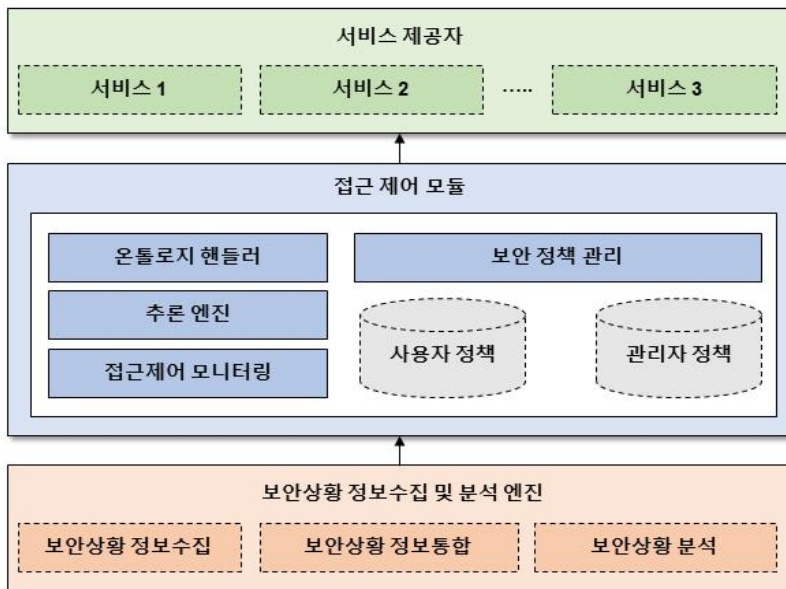 서비스 제공자
서비스 1
서비스 2
.....
서비스 3
접근 제어 모듈
온톨로지 핸들러
보안 정책 관리
추론 엔진
접근제어 모니터링
사용자 정책
관리자 정책
보안상황 정보수집 및 분석 엔진
보안상황 정보수집
보안상황 정보통합
보안상황 분석